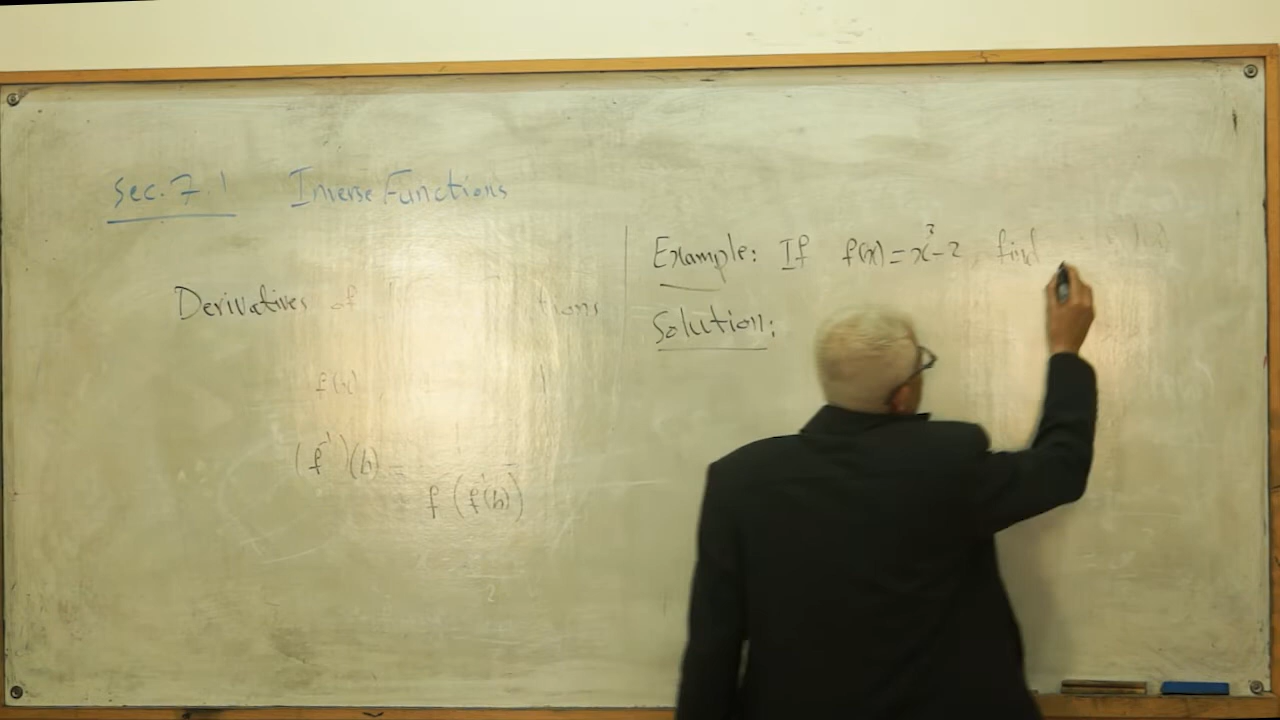 Sec. 7.1 Inverse Functions
Derivatives of
f(x)
(f⁻¹)(b) =
f(f⁻¹(b))
Example: If f(x) = x³ - 2, find
Solution: